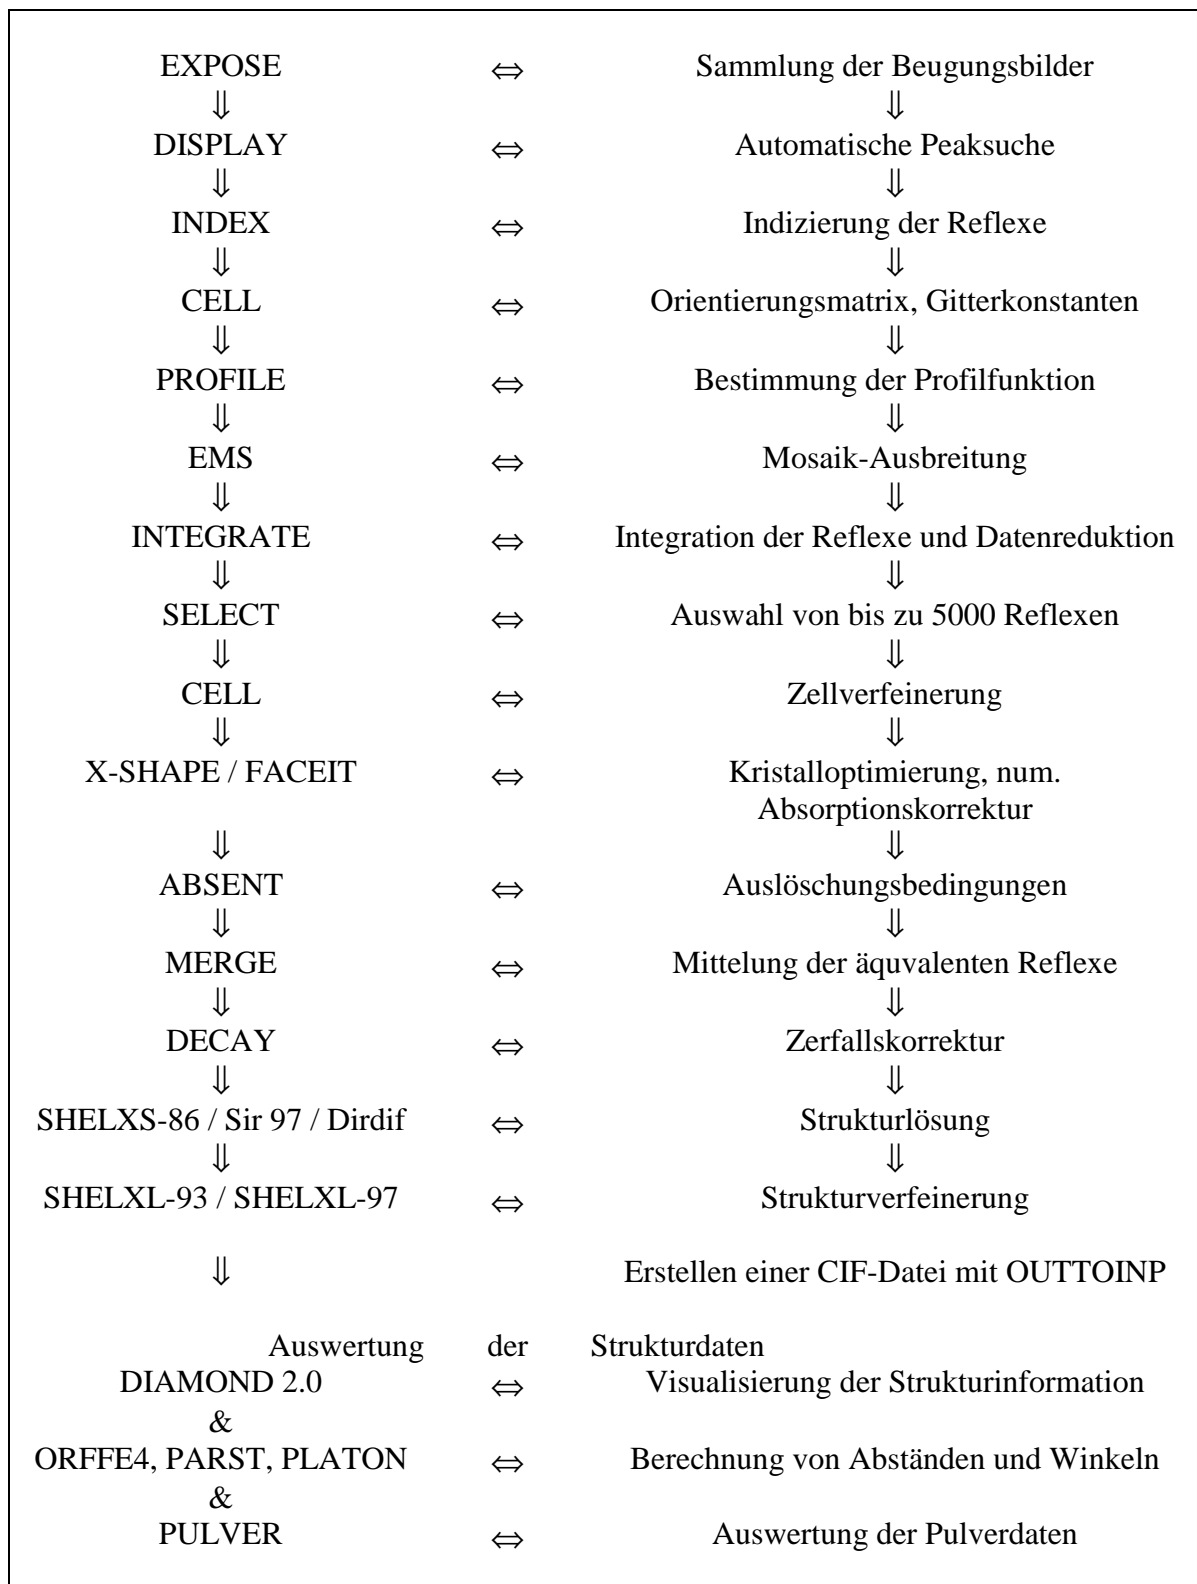 EXPOSE ⇔ Sammlung der Beugungsbilder
⇓ ⇓
DISPLAY ⇔ Automatische Peaksuche
⇓ ⇓
INDEX ⇔ Indizierung der Reflexe
⇓ ⇓
CELL ⇔ Orientierungsmatrix, Gitterkonstanten
⇓ ⇓
PROFILE ⇔ Bestimmung der Profilfunktion
⇓ ⇓
EMS ⇔ Mosaik-Ausbreitung
⇓ ⇓
INTEGRATE ⇔ Integration der Reflexe und Datenreduktion
⇓ ⇓
SELECT ⇔ Auswahl von bis zu 5000 Reflexen
⇓ ⇓
CELL ⇔ Zellverfeinerung
⇓ ⇓
X-SHAPE / FACEIT ⇔ Kristalloptimierung, num.
Absorptionskorrektur
⇓ ⇓
ABSENT ⇔ Auslöschungsbedingungen
⇓ ⇓
MERGE ⇔ Mittelung der äquvalenten Reflexe
⇓ ⇓
DECAY ⇔ Zerfallskorrektur
⇓ ⇓
SHELXS-86 / Sir 97 / Dirdif ⇔ Strukturlösung
⇓ ⇓
SHELXL-93 / SHELXL-97 ⇔ Strukturverfeinerung
⇓ Erstellen einer CIF-Datei mit OUTTOINP
Auswertung der Strukturdaten
DIAMOND 2.0 ⇔ Visualisierung der Strukturinformation
&
ORFFE4, PARST, PLATON ⇔ Berechnung von Abständen und Winkeln
&
PULVER ⇔ Auswertung der Pulverdaten